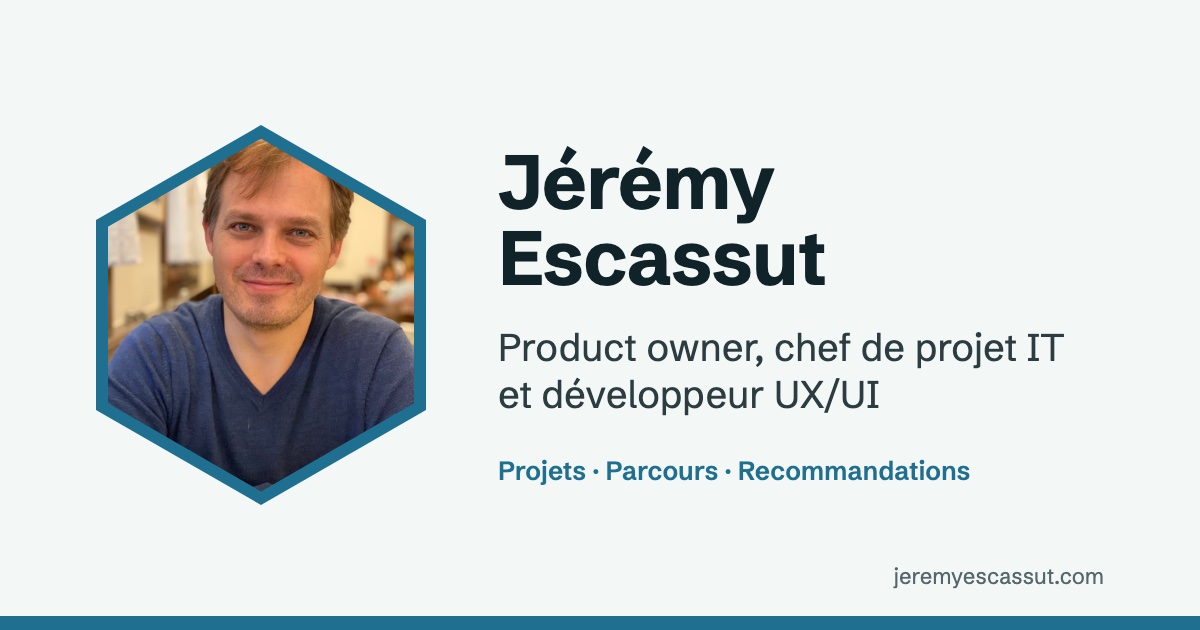 Jérémy
Escassut
Product owner, chef de projet IT
et développeur UX/UI
Projets · Parcours · Recommandations
jeremyescassut.com